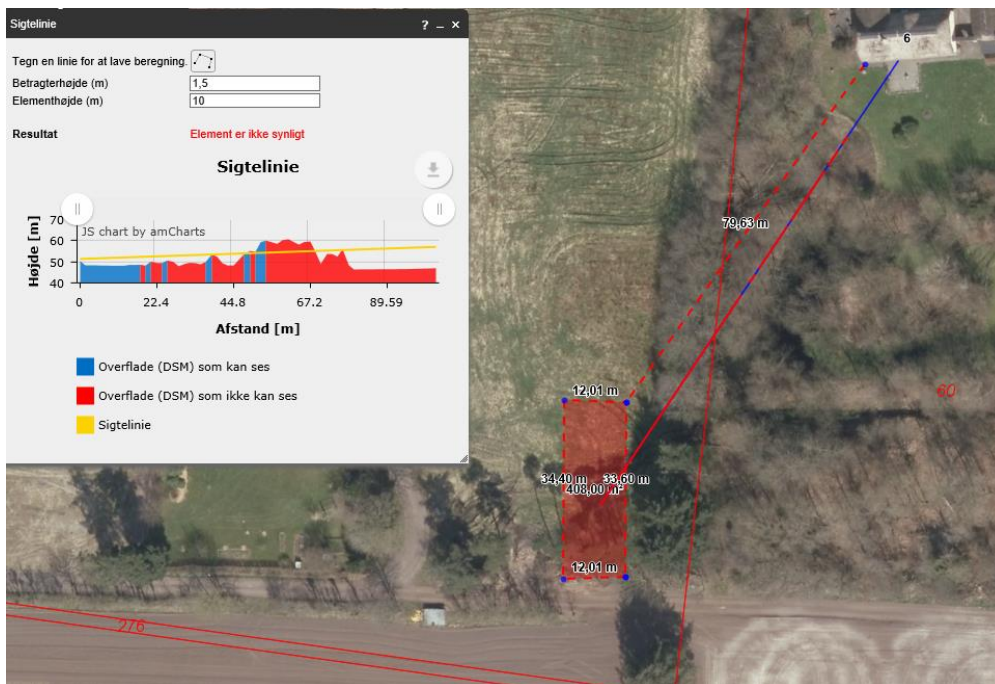 Sigtelinie
? _ ×
Tegn en linie for at lave beregning.
Betragterhøjde (m) 1,5
Elementhøjde (m) 10
Resultat Element er ikke synligt
Sigtelinie
JS chart by amCharts
Højde [m]
70
60
50
40
0 22.4 44.8 67.2 89.59
Afstand [m]
Overflade (DSM) som kan ses
Overflade (DSM) som ikke kan ses
Sigtelinie
6
79,63 m
60
12,01 m
34,40 m 33,60 m
408,00 m²
12,01 m
276